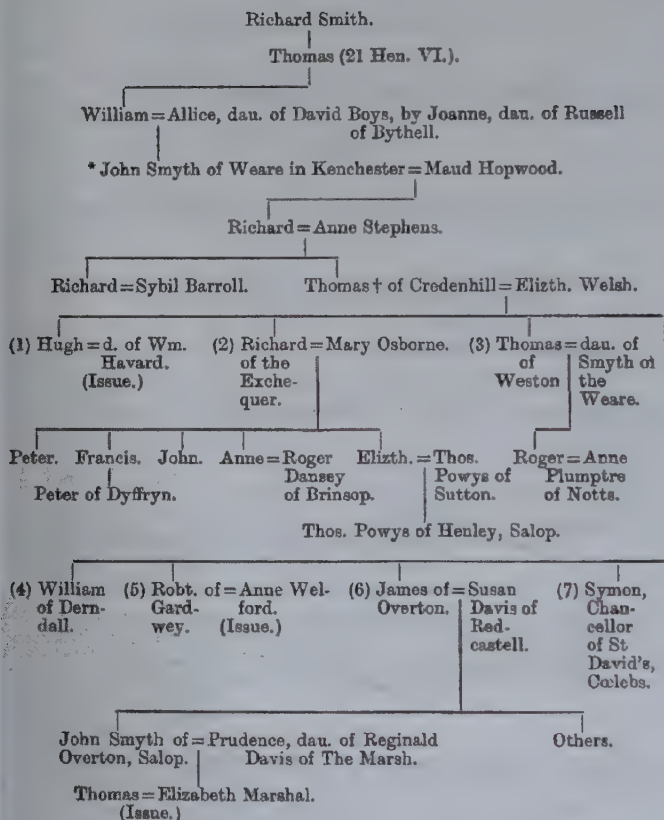 Richard Smith.
Thomas (21 Hen. VI.).
William=Allice, dau. of David Boys, by Joanne, dau. of Russell
of Bythell.
* John Smyth of Weare in Kenchester=Maud Hopwood.
Richard=Anne Stephens.
Richard=Sybil Barroll. Thomas † of Credenhill=Elizth. Welsh.
(1) Hugh=d. of Wm. (2) Richard=Mary Osborne. (3) Thomas=dau. of
Havard. of the of Smyth of
(Issue.) Exche- Weston the
quer. Weare.
Peter. Francis. John. Anne=Roger Elizth.=Thos. Roger=Anne
Dansey Powys of Plumptre
Peter of Dyffryn. of Brinsop. Sutton. of Notts.
Thos. Powys of Henley, Salop.
(4) William (5) Robt. of=Anne Wel- (6) James of=Susan (7) Symon,
of Dern- Gard- ford. Overton. Davis of Chan-
dall. wey. (Issue.) Red- cellor
castell. of St
David's,
Cœlebs.
John Smyth of=Prudence, dau. of Reginald Others.
Overton, Salop. Davis of The Marsh.
Thomas=Elizabeth Marshal.
(Issue.)